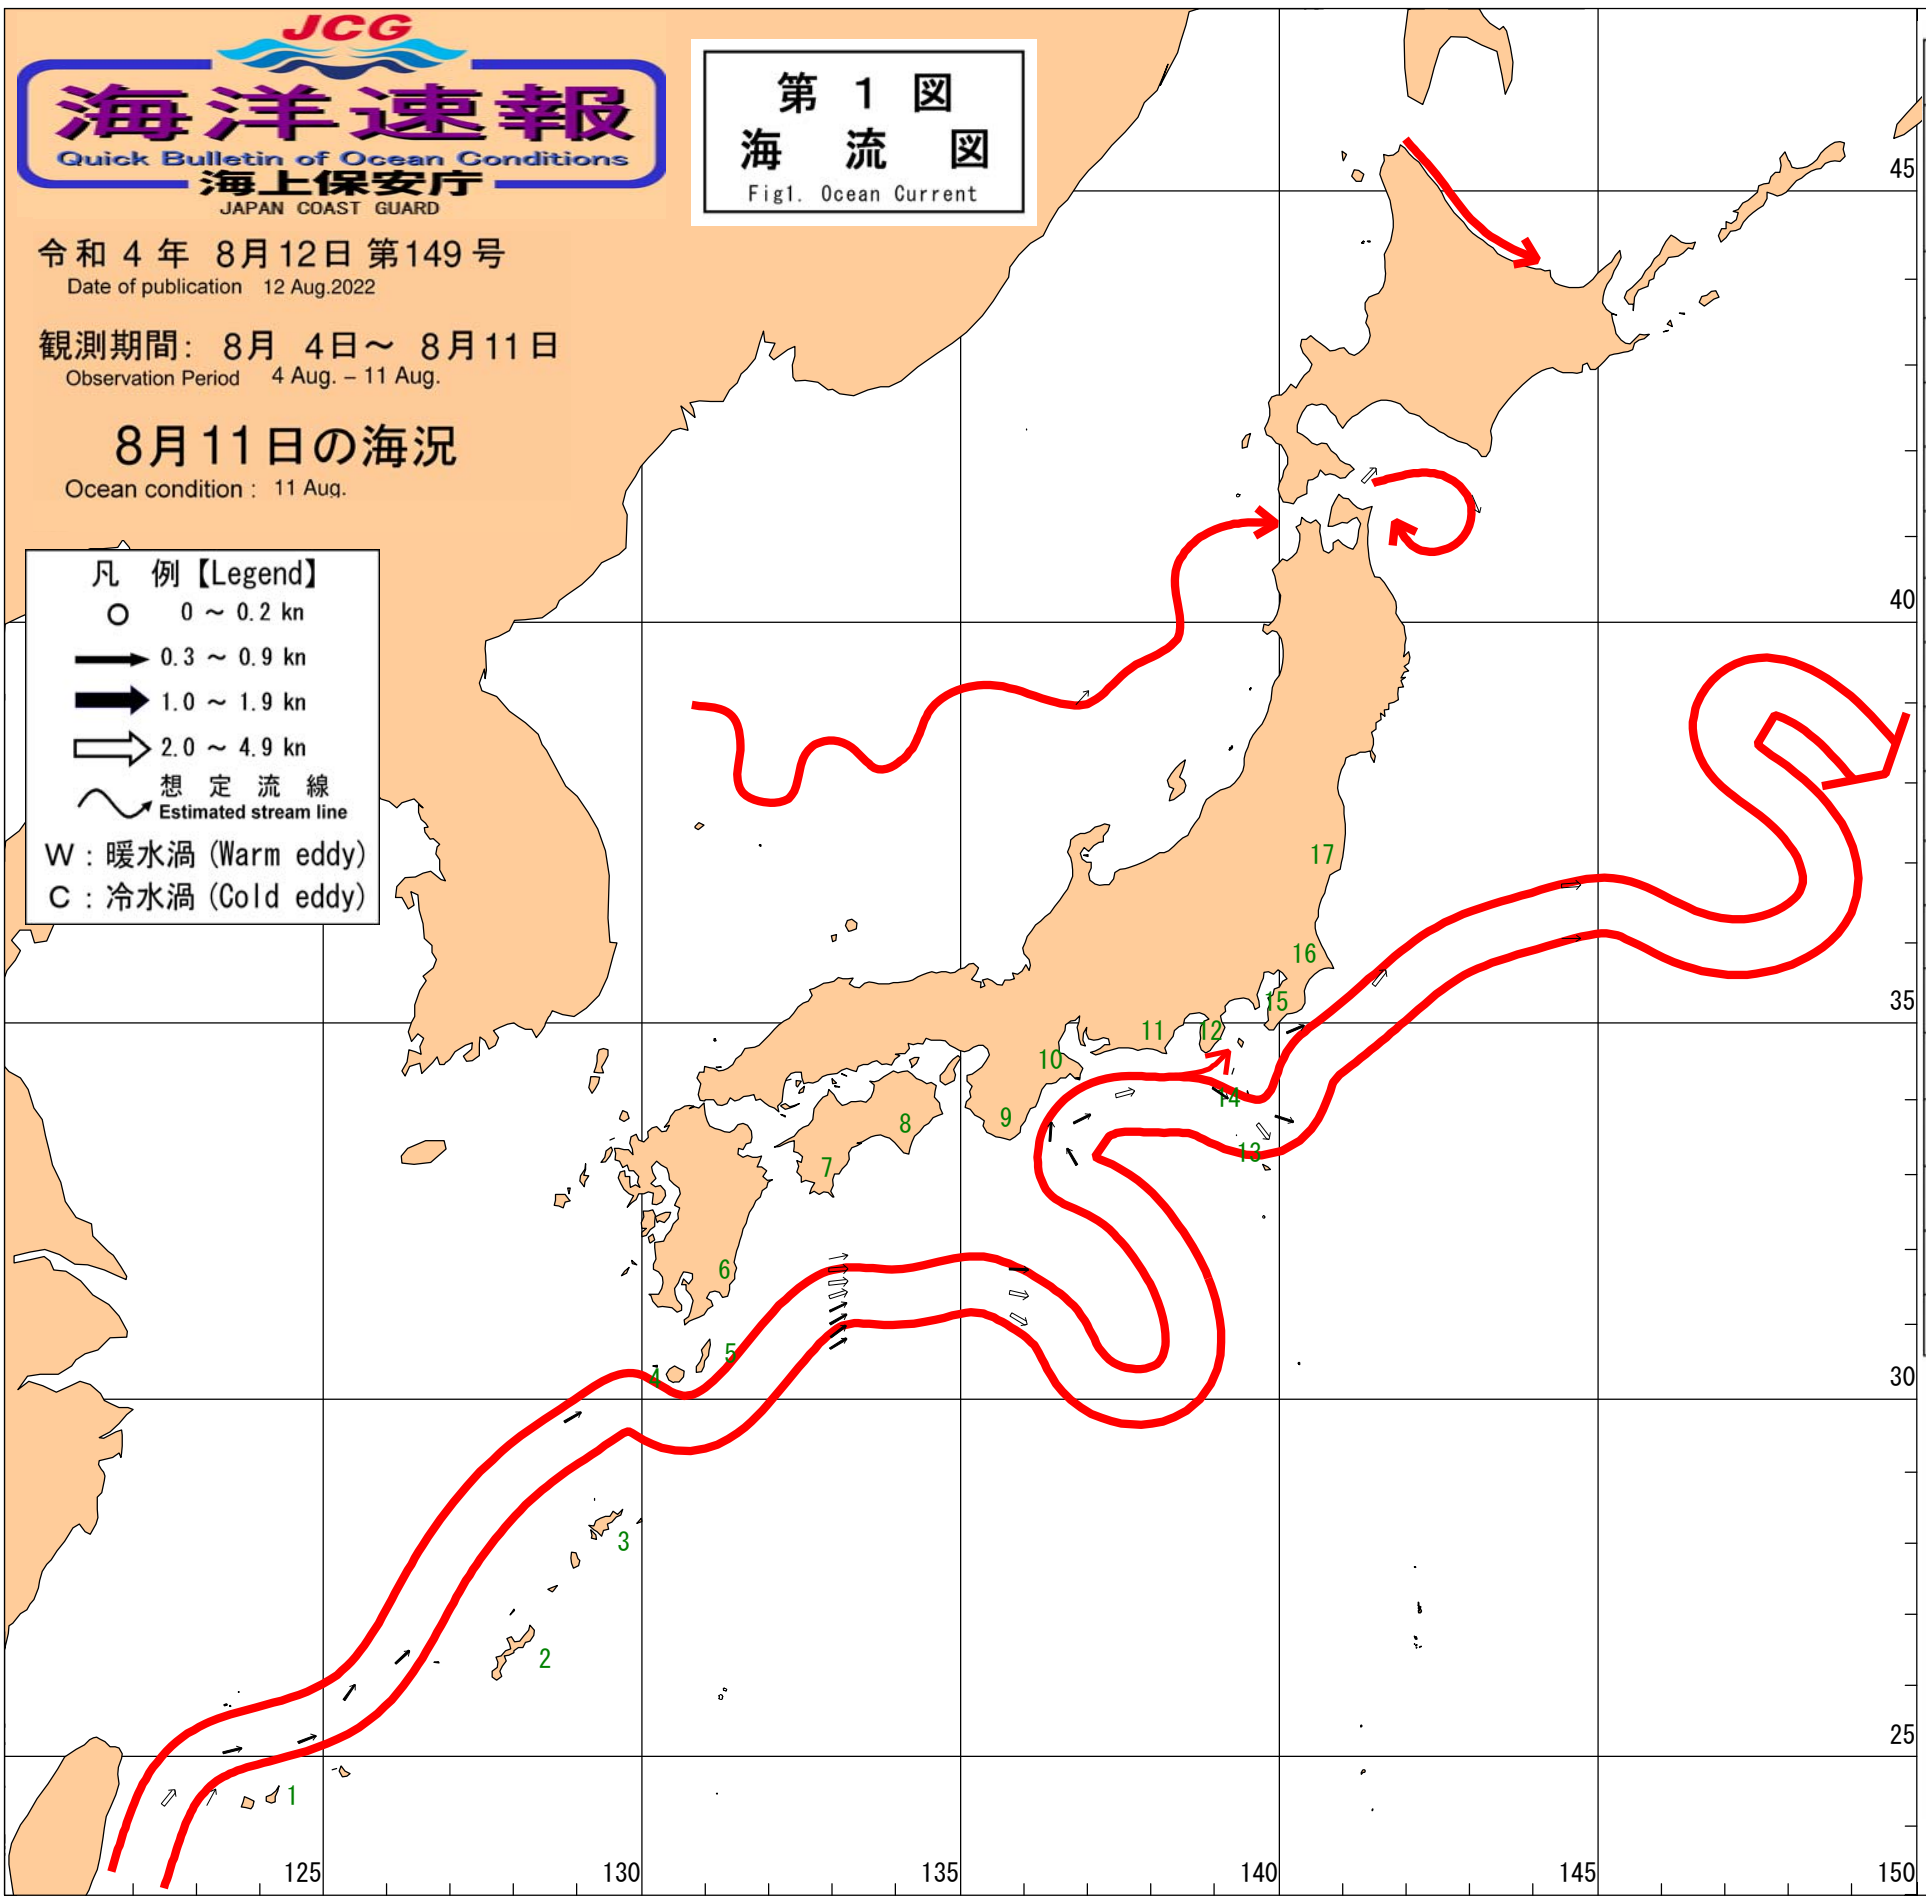 JCG
海洋速報
Quick Bulletin of Ocean Conditions
海上保安庁
JAPAN COAST GUARD
第 1 図
海 流 図
Fig1. Ocean Current
令和 4 年 8月12日 第149 号
Date of publication 12 Aug.2022
観測期間: 8月 4日～ 8月11日
Observation Period 4 Aug. – 11 Aug.
8月11日の海況
Ocean condition : 11 Aug.
凡 例【Legend】
0 ～ 0.2 kn
0.3 ～ 0.9 kn
1.0 ～ 1.9 kn
2.0 ～ 4.9 kn
想 定 流 線
Estimated stream line
W : 暖水渦 (Warm eddy)
C : 冷水渦 (Cold eddy)
45
40
35
30
25
17
16
15
12
11
10
14
9
8
13
7
6
5
4
3
2
1
125
130
135
140
145
150